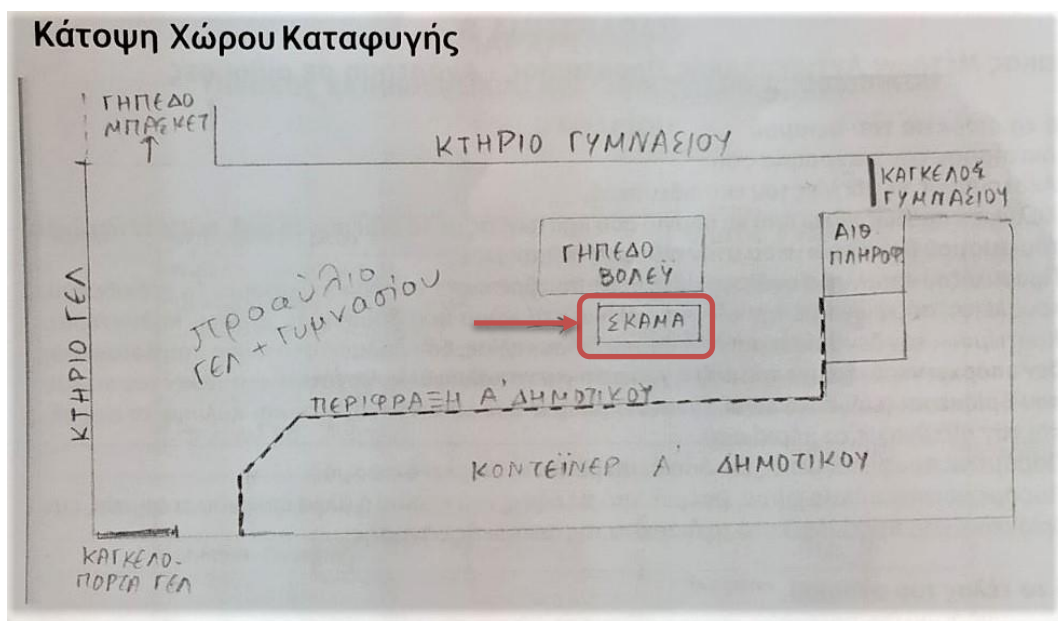 Κάτοψη Χώρου Καταφυγής
ΓΗΠΕΔΟ
ΜΠΑΣΚΕΤ
ΚΤΗΡΙΟ ΓΥΜΝΑΣΙΟΥ
ΚΑΓΚΕΛΟΣ
ΓΥΜΝΑΣΙΟΥ
ΑΙΘ
ΠΛΗΡΟΦ
ΓΗΠΕΔΟ
ΒΟΛΕΥ
ΣΚΑΜΑ
προαύλιο
ΓΕΛ + Γυμνασίου
ΚΤΗΡΙΟ ΓΕΛ
ΠΕΡΙΦΡΑΞΗ Α' ΔΗΜΟΤΙΚΟΥ
ΚΟΝΤΕΪΝΕΡ Α' ΔΗΜΟΤΙΚΟΥ
ΚΑΓΚΕΛΟ-
ΠΟΡΤΑ ΓΕΛ